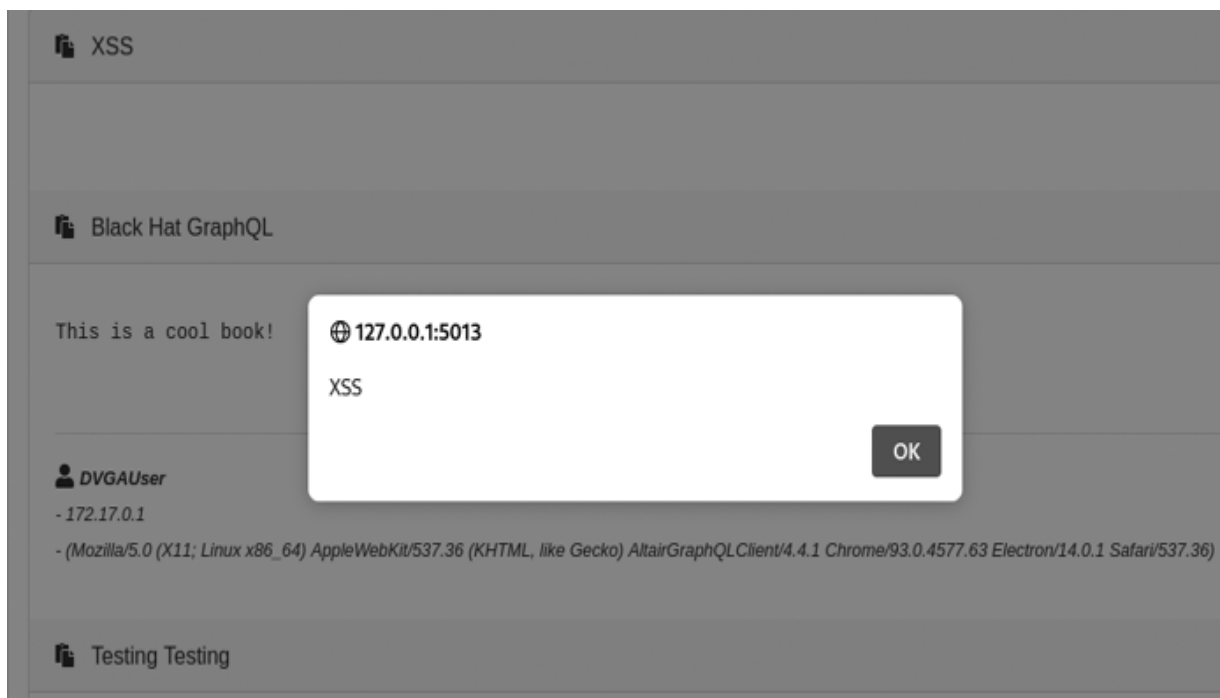 XSS
Black Hat GraphQL
This is a cool book!
127.0.0.1:5013
XSS
OK
DVGAUser
- 172.17.0.1
- (Mozilla/5.0 (X11; Linux x86_64) AppleWebKit/537.36 (KHTML, like Gecko) AltairGraphQLClient/4.4.1 Chrome/93.0.4577.63 Electron/14.0.1 Safari/537.36)
Testing Testing